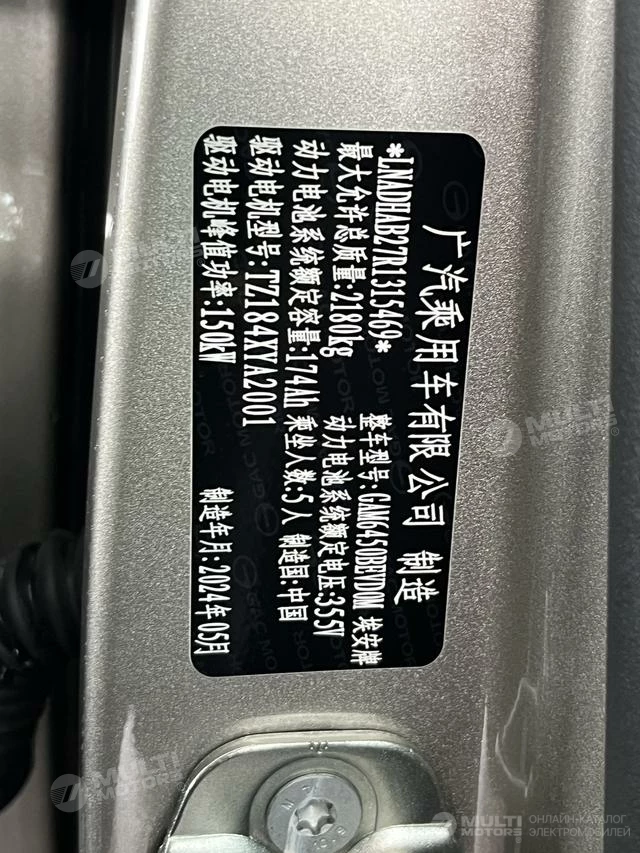 广汽乘用车有限公司 制造
*LNADHAB27R1315469* 整车型号:GAM6450BEVD0M 埃安牌
最大允许总质量:2180kg 动力电池系统额定电压:355V
动力电池系统额定容量:174Ah 乘坐人数:5人 制造国:中国
驱动电机型号:TZ184XYA2001
驱动电机峰值功率:150kW 制造年月:2024年05月
MULTI MOTORS
MULTI MOTORS
MULTI MOTORS
MULTI MOTORS ОНЛАЙН-КАТАЛОГ ЭЛЕКТРОМОБИЛЕЙ